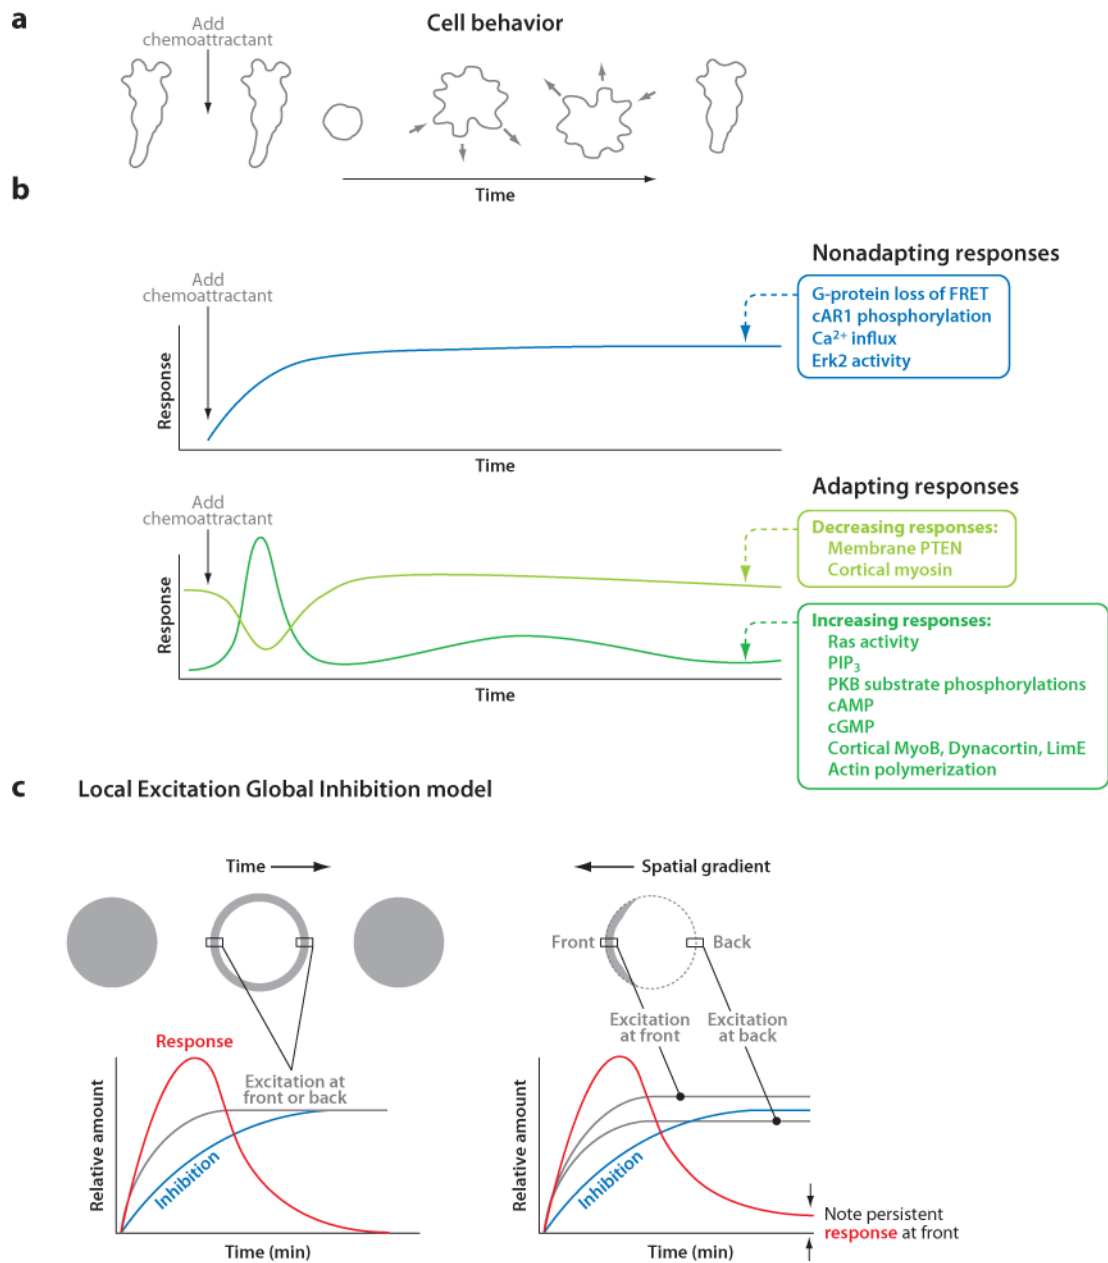 a
Add
chemoattractant
Cell behavior
Time
b
Nonadapting responses
Add
chemoattractant
G-protein loss of FRET
cAR1 phosphorylation
Ca²⁺ influx
Erk2 activity
Response
Time
Adapting responses
Add
chemoattractant
Decreasing responses:
Membrane PTEN
Cortical myosin
Response
Increasing responses:
Ras activity
PIP₃
PKB substrate phosphorylations
cAMP
cGMP
Cortical MyoB, Dynacortin, LimE
Actin polymerization
Time
c Local Excitation Global Inhibition model
Time
Spatial gradient
Front
Back
Response
Excitation at
front or back
Inhibition
Relative amount
Time (min)
Excitation
at front
Excitation
at back
Inhibition
Relative amount
Time (min)
Note persistent
response at front